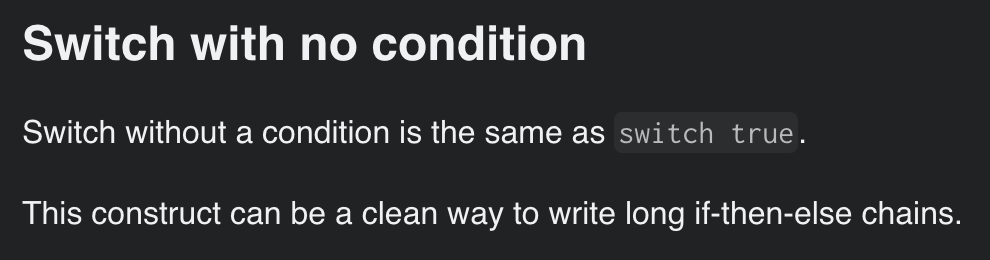 Switch with no condition
Switch without a condition is the same as switch true.
This construct can be a clean way to write long if-then-else chains.